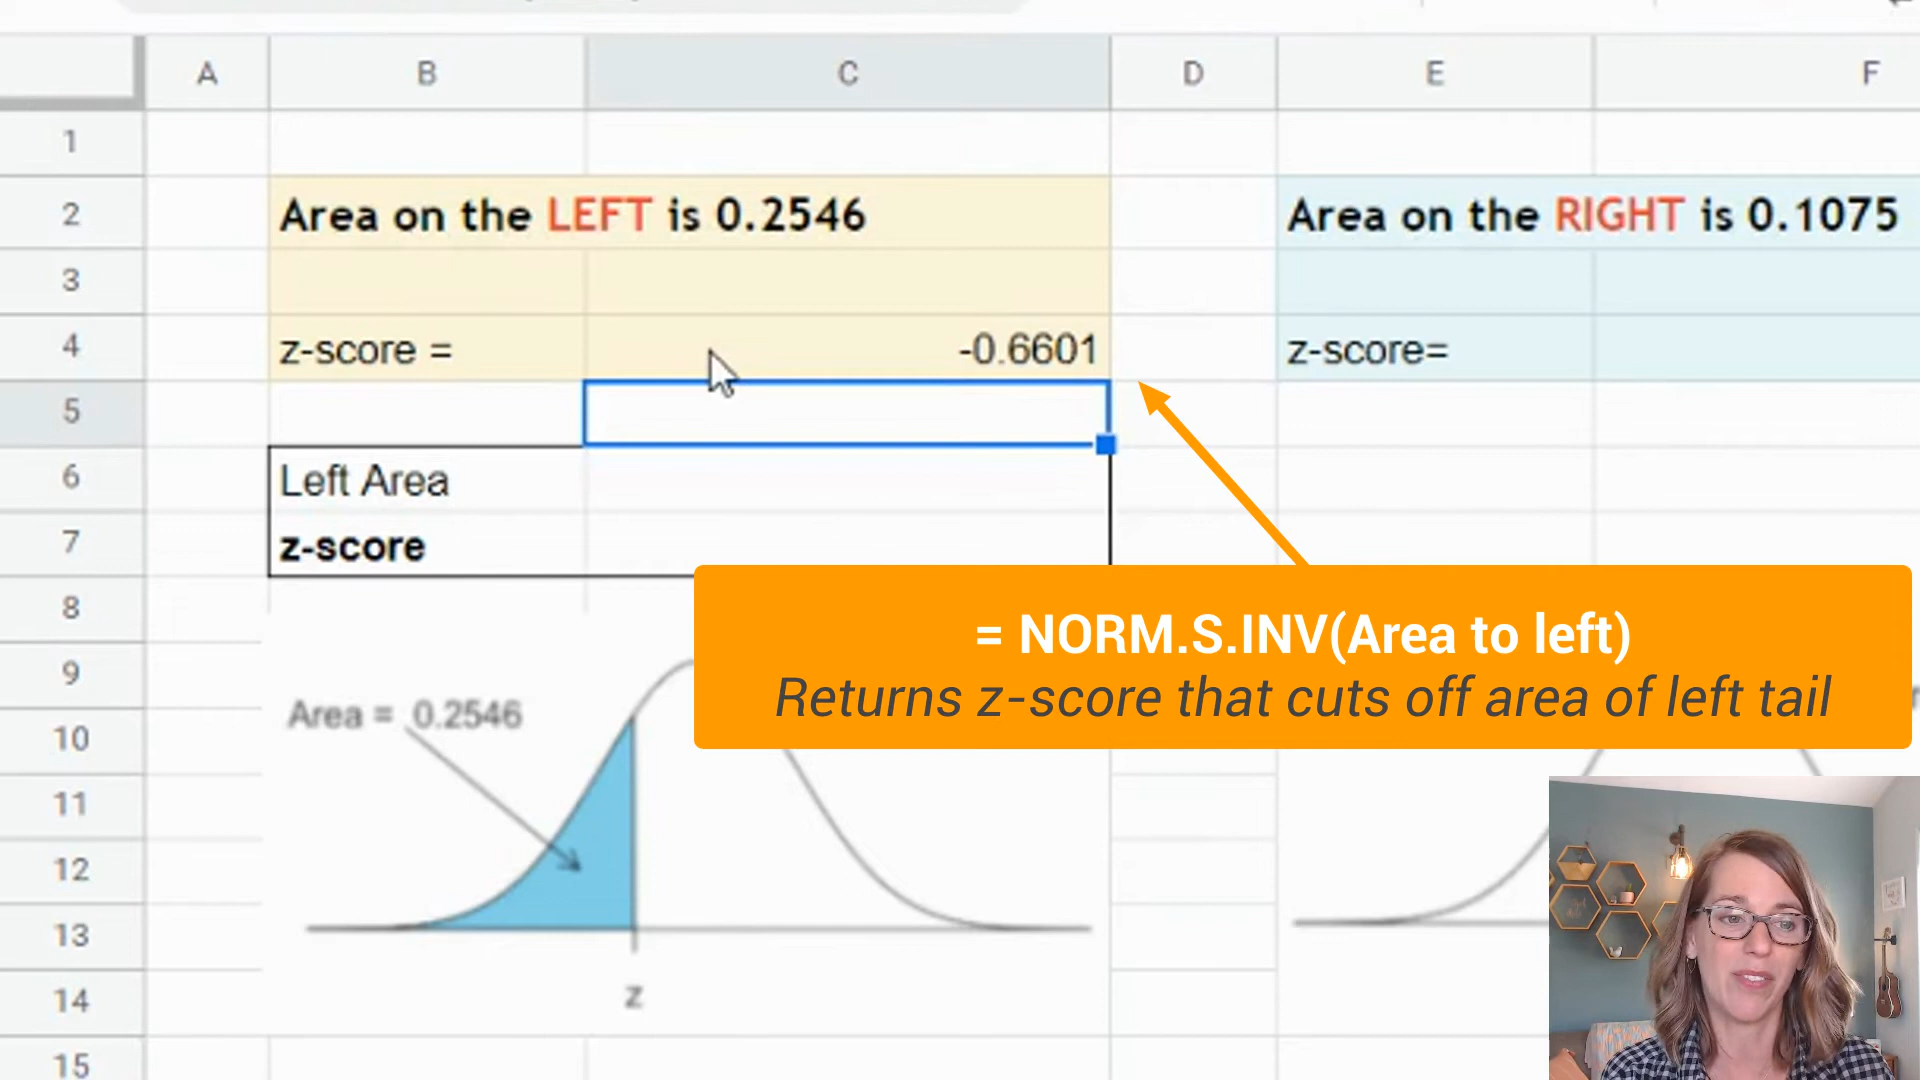 A B C D E F
1
2 Area on the LEFT is 0.2546 Area on the RIGHT is 0.1075
3
4 z-score = -0.6601 z-score=
5
6 Left Area
7 z-score
8
= NORM.S.INV(Area to left)
9
Returns z-score that cuts off area of left tail
10 Area = 0.2546
11
12
13
14 z
15